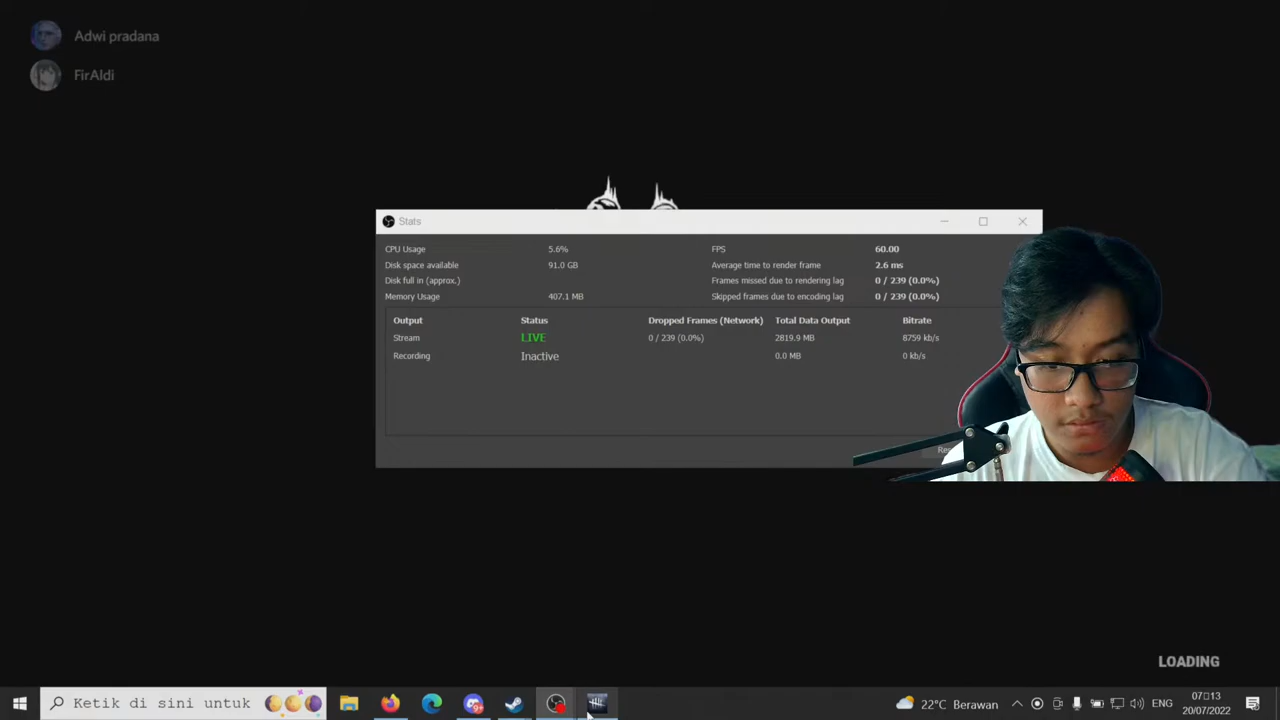 Adwi pradana
FirAldi
Stats
CPU Usage 5.6% FPS 60.00
Disk space available 91.0 GB Average time to render frame 2.6 ms
Disk full in (approx.) Frames missed due to rendering lag 0 / 239 (0.0%)
Memory Usage 407.1 MB Skipped frames due to encoding lag 0 / 239 (0.0%)
Output Status Dropped Frames (Network) Total Data Output Bitrate
Stream LIVE 0 / 239 (0.0%) 2819.9 MB 8759 kb/s
Recording Inactive 0.0 MB 0 kb/s
LOADING
Ketik di sini untuk 22°C Berawan ENG 07:13
20/07/2022